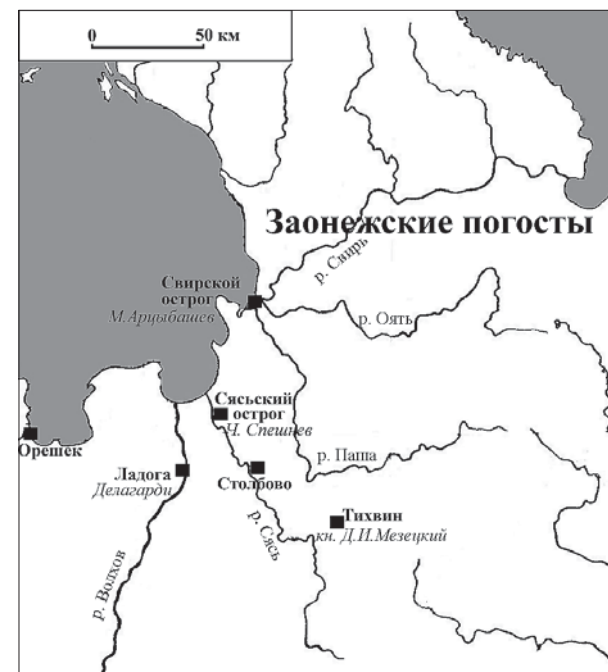 0 50 км
Заонежские погосты
р. Свирь
Свирской
острог
М.Арцыбашев
р. Оять
Сясьский
острог
Ч. Спешнев
Орешек
Ладога
Делагарди
Столбово
р. Паша
Тихвин
кн. Д.И.Мезецкий
р. Сясь
р. Волхов